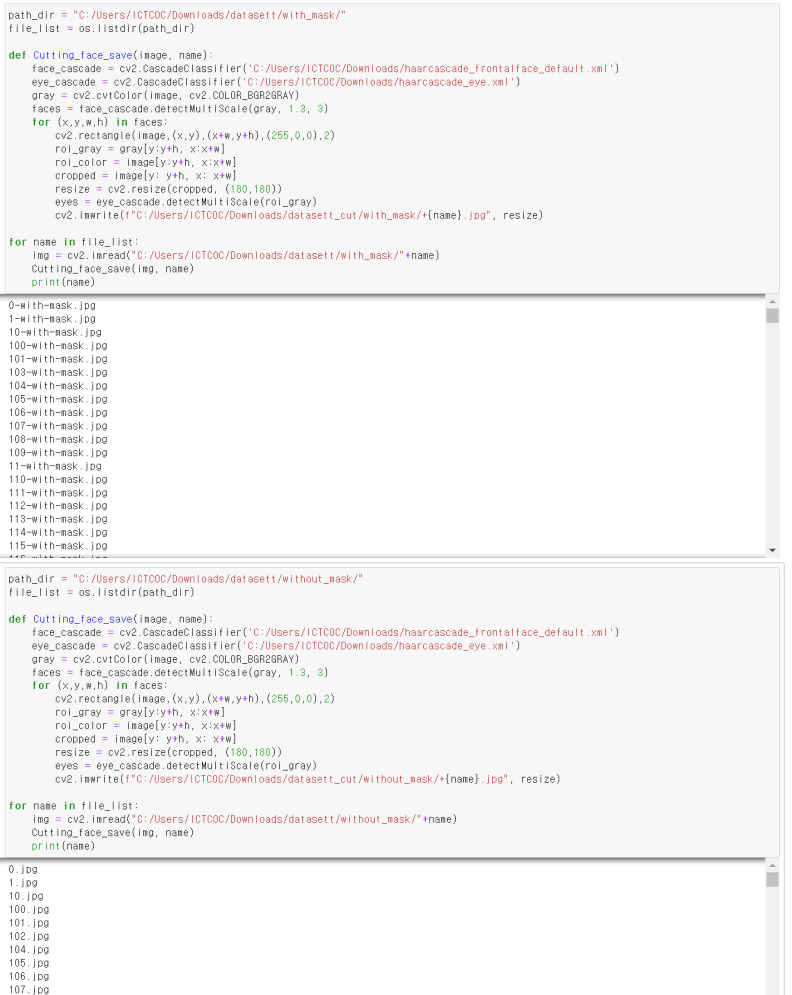 path_dir = "C:/Users/ICTCOC/Downloads/datasett/with_mask/"
file_list = os.listdir(path_dir)

def Cutting_face_save(image, name):
    face_cascade = cv2.CascadeClassifier('C:/Users/ICTCOC/Downloads/haarcascade_frontalface_default.xml')
    eye_cascade = cv2.CascadeClassifier('C:/Users/ICTCOC/Downloads/haarcascade_eye.xml')
    gray = cv2.cvtColor(image, cv2.COLOR_BGR2GRAY)
    faces = face_cascade.detectMultiScale(gray, 1.3, 3)
    for (x,y,w,h) in faces:
        cv2.rectangle(image,(x,y),(x+w,y+h),(255,0,0),2)
        roi_gray = gray[y:y+h, x:x+w]
        roi_color = image[y:y+h, x:x+w]
        cropped = image[y: y+h, x: x+w]
        resize = cv2.resize(cropped, (180,180))
        eyes = eye_cascade.detectMultiScale(roi_gray)
        cv2.imwrite(f"C:/Users/ICTCOC/Downloads/datasett_cut/with_mask/+{name}.jpg", resize)

for name in file_list:
    img = cv2.imread("C:/Users/ICTCOC/Downloads/datasett/with_mask/"+name)
    Cutting_face_save(img, name)
    print(name)
0-with-mask.jpg
1-with-mask.jpg
10-with-mask.jpg
100-with-mask.jpg
101-with-mask.jpg
103-with-mask.jpg
104-with-mask.jpg
105-with-mask.jpg
106-with-mask.jpg
107-with-mask.jpg
108-with-mask.jpg
109-with-mask.jpg
11-with-mask.jpg
110-with-mask.jpg
111-with-mask.jpg
112-with-mask.jpg
113-with-mask.jpg
114-with-mask.jpg
115-with-mask.jpg
path_dir = "C:/Users/ICTCOC/Downloads/datasett/without_mask/"
file_list = os.listdir(path_dir)

def Cutting_face_save(image, name):
    face_cascade = cv2.CascadeClassifier('C:/Users/ICTCOC/Downloads/haarcascade_frontalface_default.xml')
    eye_cascade = cv2.CascadeClassifier('C:/Users/ICTCOC/Downloads/haarcascade_eye.xml')
    gray = cv2.cvtColor(image, cv2.COLOR_BGR2GRAY)
    faces = face_cascade.detectMultiScale(gray, 1.3, 3)
    for (x,y,w,h) in faces:
        cv2.rectangle(image,(x,y),(x+w,y+h),(255,0,0),2)
        roi_gray = gray[y:y+h, x:x+w]
        roi_color = image[y:y+h, x:x+w]
        cropped = image[y: y+h, x: x+w]
        resize = cv2.resize(cropped, (180,180))
        eyes = eye_cascade.detectMultiScale(roi_gray)
        cv2.imwrite(f"C:/Users/ICTCOC/Downloads/datasett_cut/without_mask/+{name}.jpg", resize)

for name in file_list:
    img = cv2.imread("C:/Users/ICTCOC/Downloads/datasett/without_mask/"+name)
    Cutting_face_save(img, name)
    print(name)
0.jpg
1.jpg
10.jpg
100.jpg
101.jpg
102.jpg
104.jpg
105.jpg
106.jpg
107.jpg